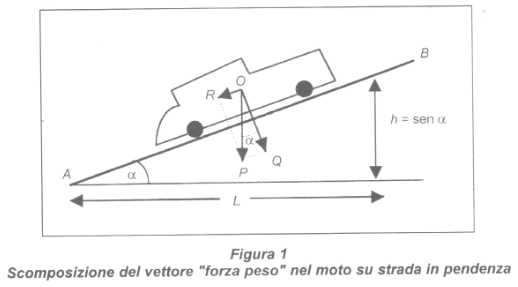 B
O
R
h = sen α
α
P
Q
A
α
L
Figura 1
Scomposizione del vettore "forza peso" nel moto su strada in pendenza